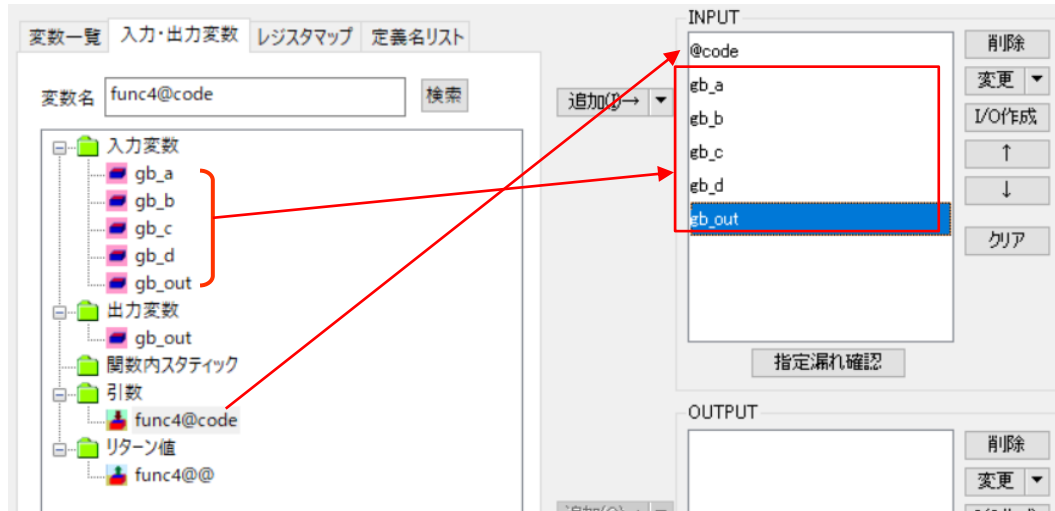 変数一覧 入力・出力変数 レジスタマップ 定義名リスト
変数名 func4@code 検索
入力変数
gb_a
gb_b
gb_c
gb_d
gb_out
出力変数
gb_out
関数内スタティック
引数
func4@code
リターン値
func4@@
追加(I)→
INPUT
@code
gb_a
gb_b
gb_c
gb_d
gb_out
削除
変更
I/O作成
↑
↓
クリア
指定漏れ確認
OUTPUT
削除
変更